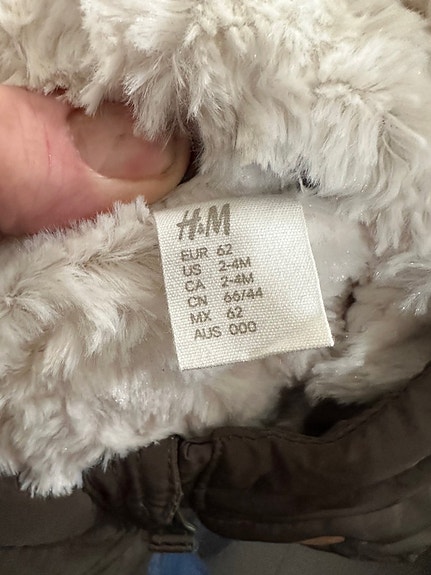 H&M
EUR 62
US 2-4M
CA 2-4M
CN 66/44
MX 62
AUS 000